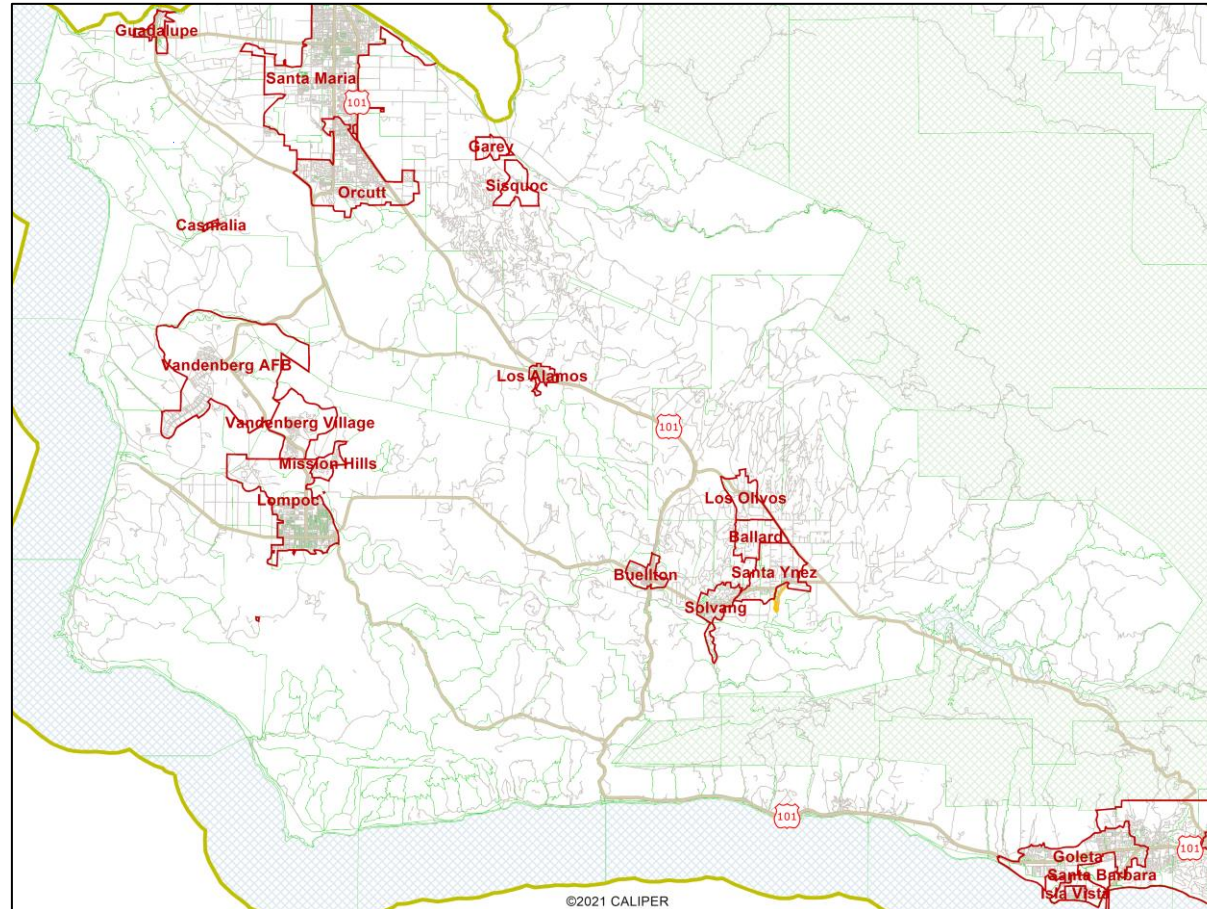 Guadalupe
Santa Maria
101
Garey
Sisquoc
Orcutt
Casmalia
Vandenberg AFB
Los Alamos
Vandenberg Village
101
Mission Hills
Lompoc
Los Olivos
Ballard
Buellton
Santa Ynez
Solvang
101
101
Goleta
Santa Barbara
Isla Vista
©2021 CALIPER